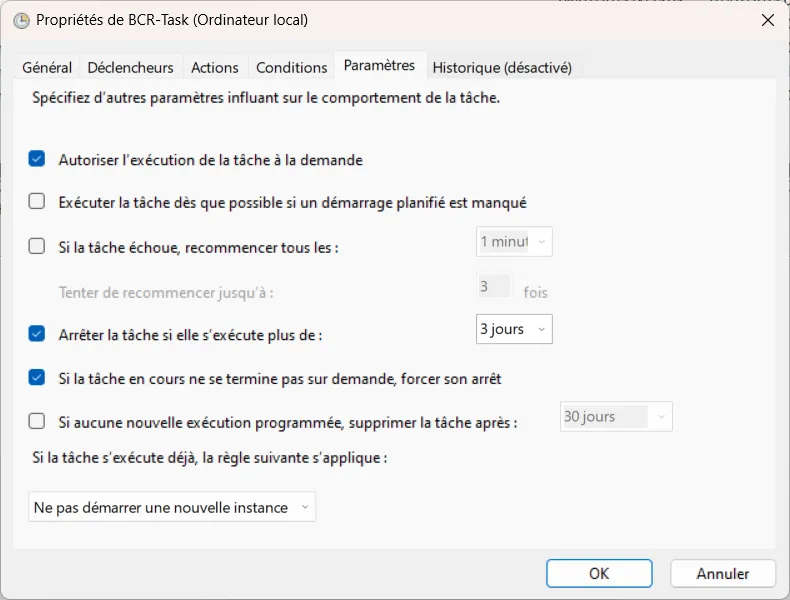 Propriétés de BCR-Task (Ordinateur local)
Général Déclencheurs Actions Conditions Paramètres Historique (désactivé)
Spécifiez d'autres paramètres influant sur le comportement de la tâche.
Autoriser l'exécution de la tâche à la demande
Exécuter la tâche dès que possible si un démarrage planifié est manqué
Si la tâche échoue, recommencer tous les : 1 minut
Tenter de recommencer jusqu'à : 3 fois
Arrêter la tâche si elle s'exécute plus de : 3 jours
Si la tâche en cours ne se termine pas sur demande, forcer son arrêt
Si aucune nouvelle exécution programmée, supprimer la tâche après : 30 jours
Si la tâche s'exécute déjà, la règle suivante s'applique :
Ne pas démarrer une nouvelle instance
OK Annuler